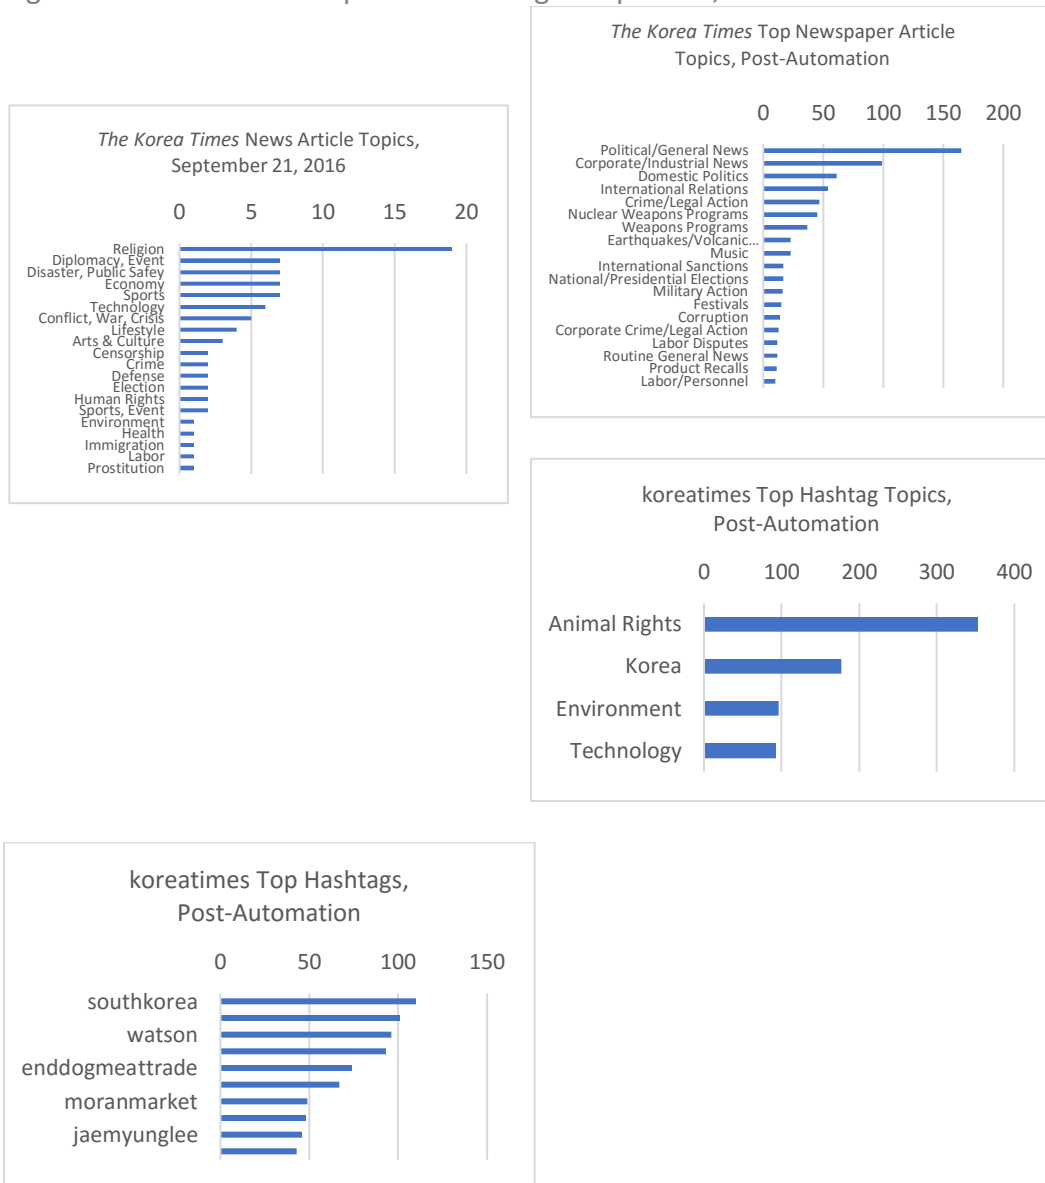 The Korea Times News Article Topics,
September 21, 2016
0 5 10 15 20
Religion
Diplomacy, Event
Disaster, Public Safey
Economy
Sports
Technology
Conflict, War, Crisis
Lifestyle
Arts & Culture
Censorship
Crime
Defense
Election
Human Rights
Sports, Event
Environment
Health
Immigration
Labor
Prostitution
The Korea Times Top Newspaper Article
Topics, Post-Automation
0 50 100 150 200
Political/General News
Corporate/Industrial News
Domestic Politics
International Relations
Crime/Legal Action
Nuclear Weapons Programs
Weapons Programs
Earthquakes/Volcanic...
Music
International Sanctions
National/Presidential Elections
Military Action
Festivals
Corruption
Corporate Crime/Legal Action
Labor Disputes
Routine General News
Product Recalls
Labor/Personnel
koreatimes Top Hashtag Topics,
Post-Automation
0 100 200 300 400
Animal Rights
Korea
Environment
Technology
koreatimes Top Hashtags,
Post-Automation
0 50 100 150
southkorea
watson
enddogmeattrade
moranmarket
jaemyunglee